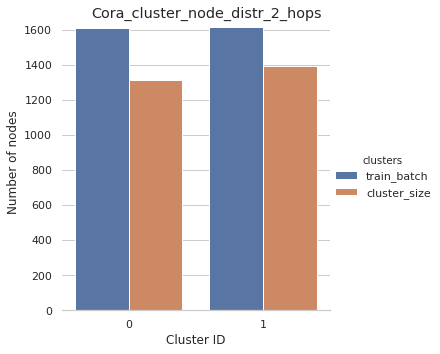 Cora_cluster_node_distr_2_hops
Number of nodes
1600
1400
1200
1000
800
600
400
200
0
0
1
Cluster ID
clusters
train_batch
cluster_size